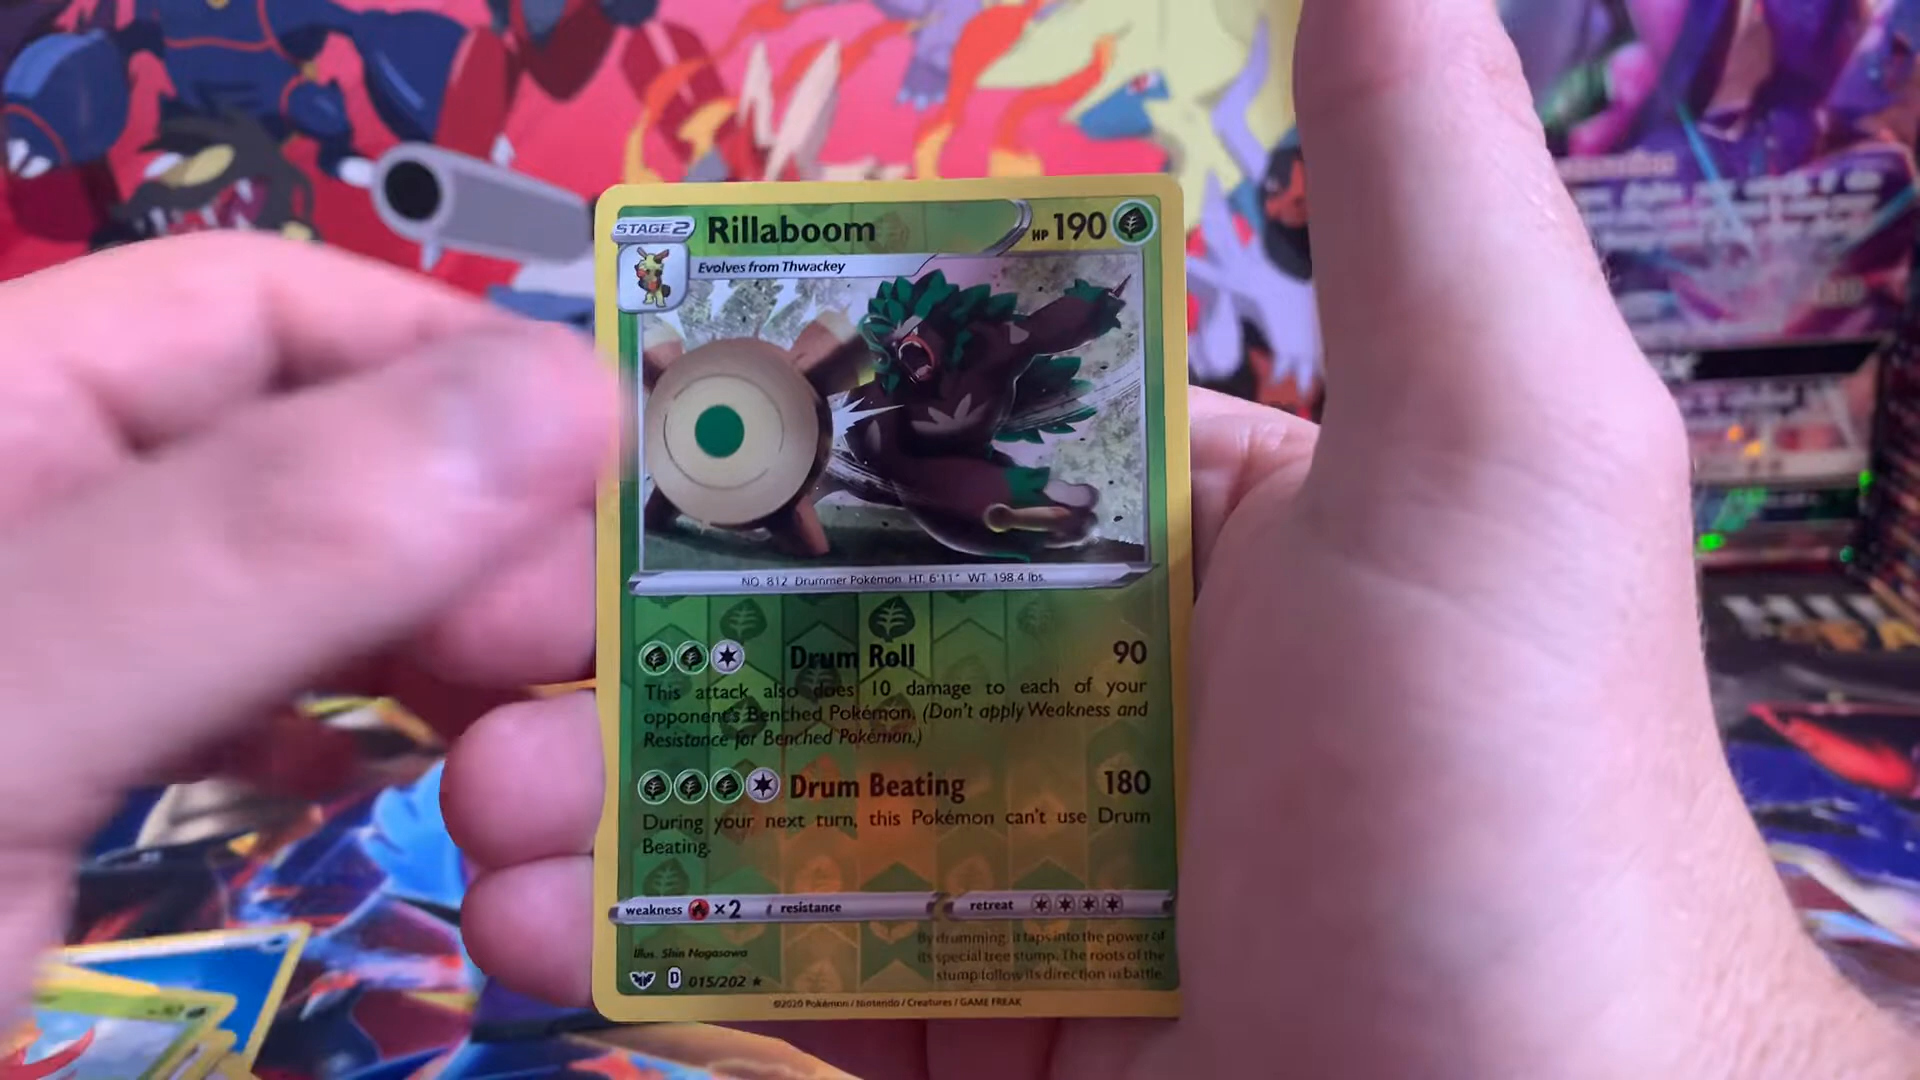 STAGE 2 Rillaboom HP 190
Evolves from Thwackey
NO. 812 Drummer Pokémon HT: 6'11" WT: 198.4 lbs.
Drum Roll 90
This attack also does 10 damage to each of your
opponent's Benched Pokémon. (Don't apply Weakness and
Resistance for Benched Pokémon.)
Drum Beating 180
During your next turn, this Pokémon can't use Drum
Beating.
weakness ×2 resistance retreat
By drumming, it taps into the power of
its special tree stump. The roots of the
stump follow its direction in battle.
Illus. Shin Nagasawa
D 015/202 ★
©2020 Pokémon / Nintendo / Creatures / GAME FREAK